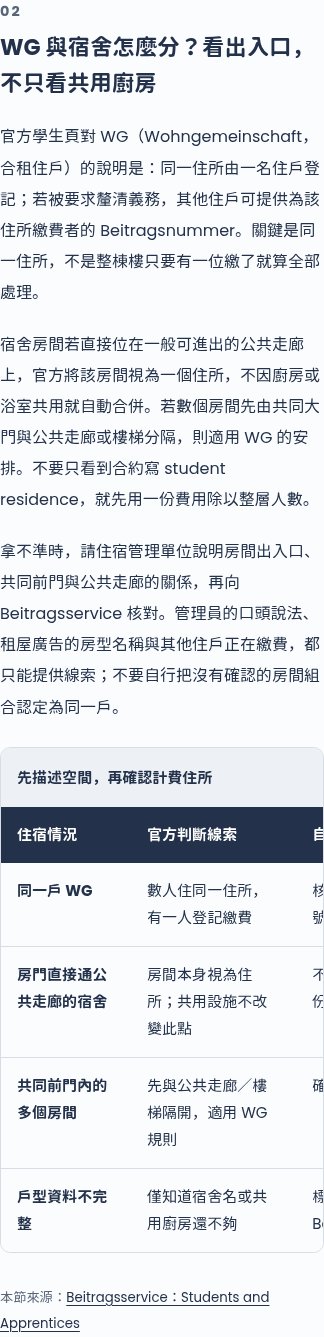 02
WG 與宿舍怎麼分？看出入口，
不只看共用廚房
官方學生頁對 WG（Wohngemeinschaft，
合租住戶）的說明是：同一住所由一名住戶登
記；若被要求釐清義務，其他住戶可提供為該
住所繳費者的 Beitragsnummer。關鍵是同
一住所，不是整棟樓只要有一位繳了就算全部
處理。
宿舍房間若直接位在一般可進出的公共走廊
上，官方將該房間視為一個住所，不因廚房或
浴室共用就自動合併。若數個房間先由共同大
門與公共走廊或樓梯分隔，則適用 WG 的安
排。不要只看到合約寫 student
residence，就先用一份費用除以整層人數。
拿不準時，請住宿管理單位說明房間出入口、
共同前門與公共走廊的關係，再向
Beitragsservice 核對。管理員的口頭說法、
租屋廣告的房型名稱與其他住戶正在繳費，都
只能提供線索；不要自行把沒有確認的房間組
合認定為同一戶。
先描述空間，再確認計費住所
住宿情況 官方判斷線索
同一戶 WG 數人住同一住所，
有一人登記繳費
房門直接通公 房間本身視為住 不
共走廊的宿舍 所；共用設施不改 份
變此點
共同前門內的 先與公共走廊／樓
多個房間 梯隔開，適用 WG
規則
戶型資料不完 僅知道宿舍名或共
整 用廚房還不夠
本節來源：Beitragsservice：Students and
Apprentices